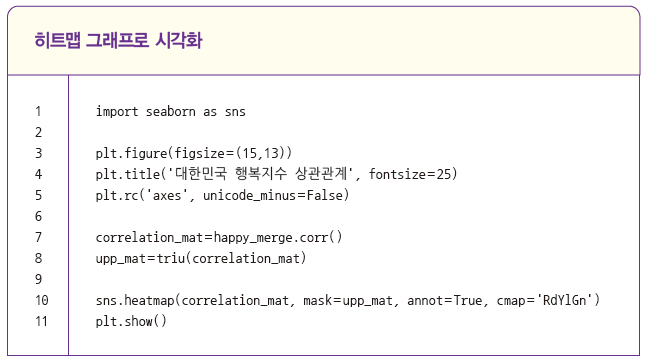 히트맵 그래프로 시각화
1 import seaborn as sns
2
3 plt.figure(figsize=(15,13))
4 plt.title('대한민국 행복지수 상관관계', fontsize=25)
5 plt.rc('axes', unicode_minus=False)
6
7 correlation_mat=happy_merge.corr()
8 upp_mat=triu(correlation_mat)
9
10 sns.heatmap(correlation_mat, mask=upp_mat, annot=True, cmap='RdYlGn')
11 plt.show()